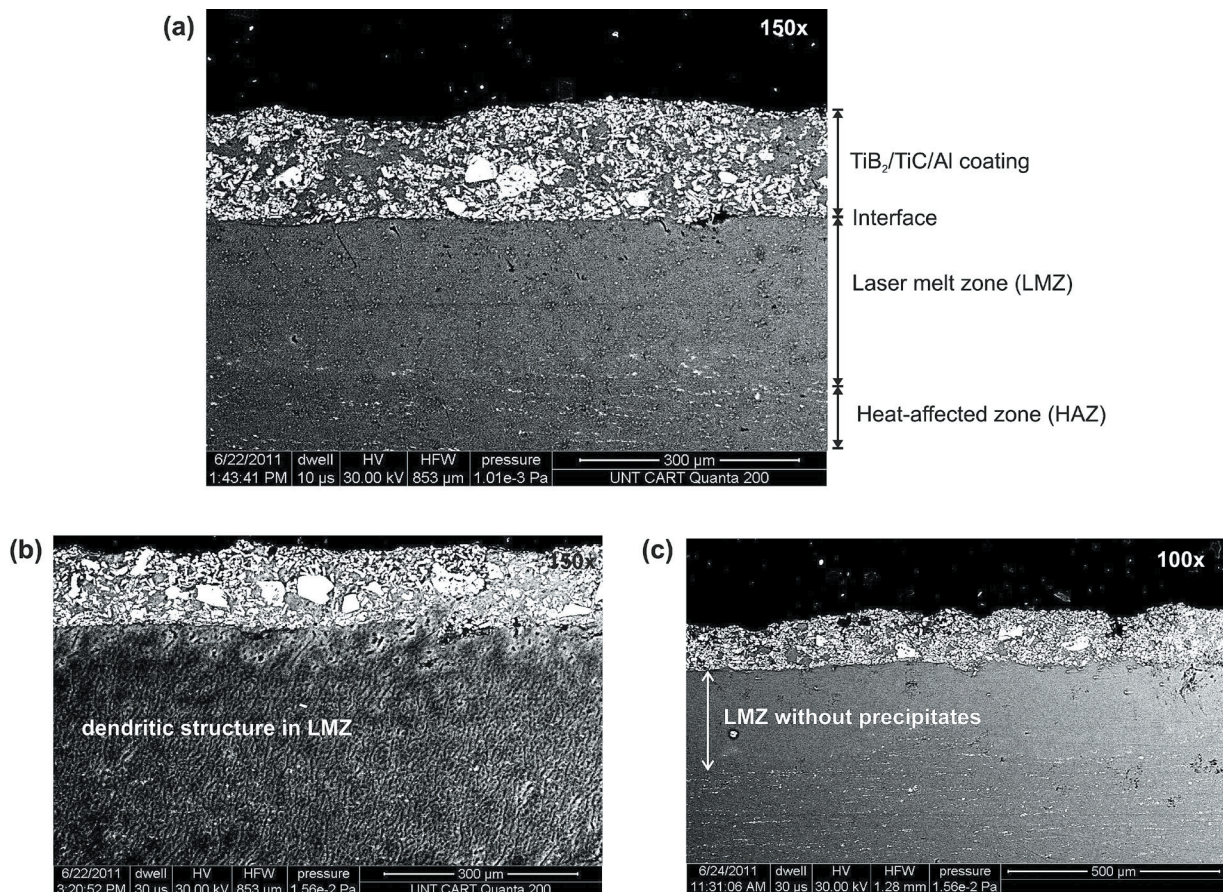 (a)
150x
TiB₂/TiC/Al coating
Interface
Laser melt zone (LMZ)
Heat-affected zone (HAZ)
6/22/2011 dwell HV HFW pressure 300 µm
1:43:41 PM 10 µs 30.00 kV 853 µm 1.01e-3 Pa UNT CART Quanta 200
(b)
150x
dendritic structure in LMZ
6/22/2011 dwell HV HFW pressure 300 µm
3:20:52 PM 30 µs 30.00 kV 853 µm 1.56e-2 Pa UNT CART Quanta 200
(c)
100x
LMZ without precipitates
6/24/2011 dwell HV HFW pressure 500 µm
11:31:06 AM 30 µs 30.00 kV 1.28 mm 1.56e-2 Pa UNT CART Quanta 200